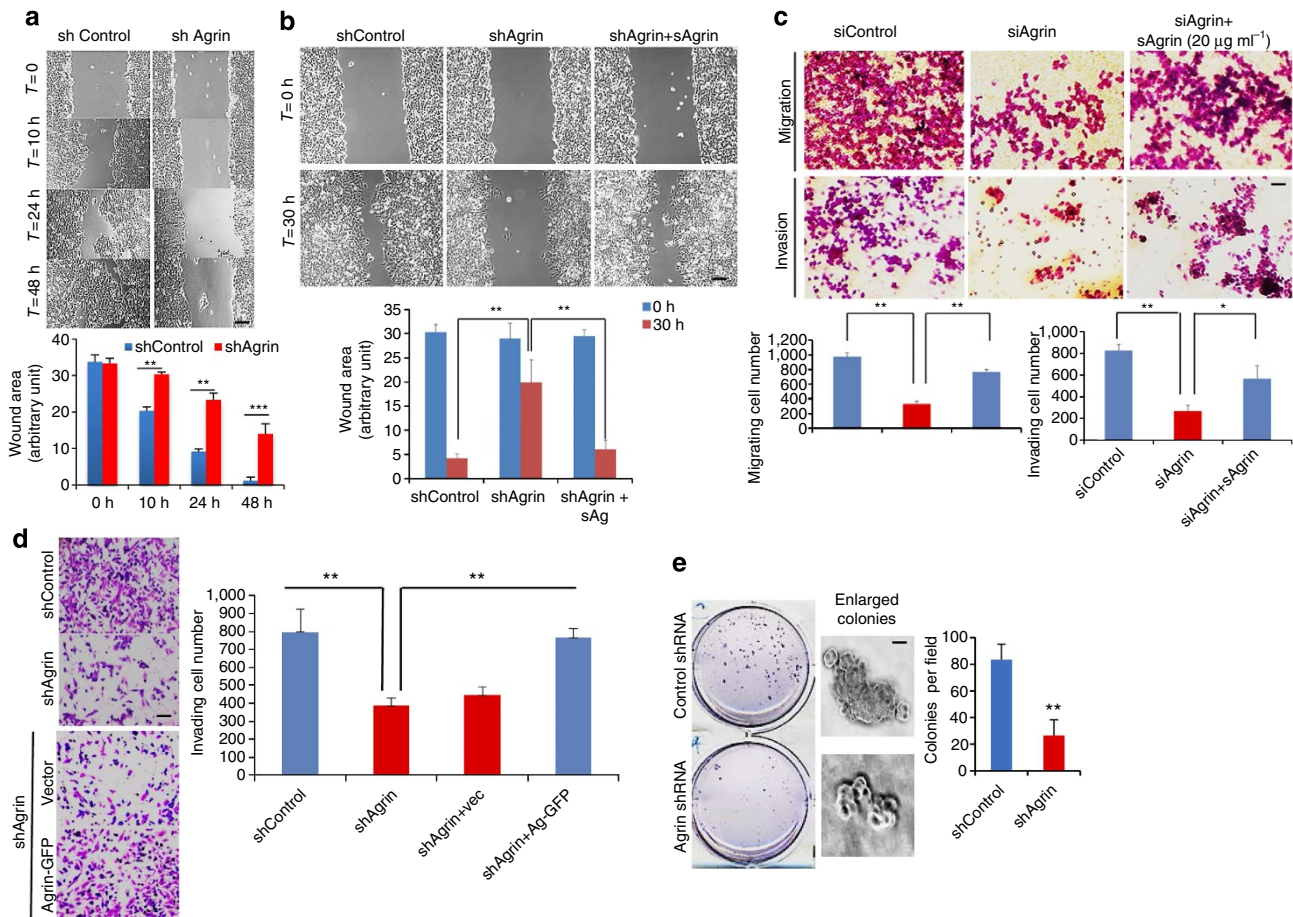 a
sh Control
sh Agrin
T=0
T=10 h
T=24 h
T=48 h
Wound area
(arbitrary unit)
40
30
20
10
0
shControl
shAgrin
**
**
***
0 h
10 h
24 h
48 h
b
shControl
shAgrin
shAgrin+sAgrin
T=0 h
T=30 h
Wound area
(arbitrary unit)
35
30
25
20
15
10
5
0
**
**
0 h
30 h
shControl
shAgrin
shAgrin +
sAg
c
siControl
siAgrin
siAgrin+
sAgrin (20 μg ml⁻¹)
Migration
Invasion
Migrating cell number
1,200
1,000
800
600
400
200
0
**
**
Invading cell number
1,000
800
600
400
200
0
**
*
siControl
siAgrin
siAgrin+sAgrin
d
shControl
shAgrin
shAgrin
Vector
Agrin-GFP
Invading cell number
1,000
900
800
700
600
500
400
300
200
100
0
**
**
shControl
shAgrin
shAgrin+vec
shAgrin+Ag-GFP
e
Control shRNA
Agrin shRNA
Enlarged
colonies
Colonies per field
100
80
60
40
20
0
**
shControl
shAgrin